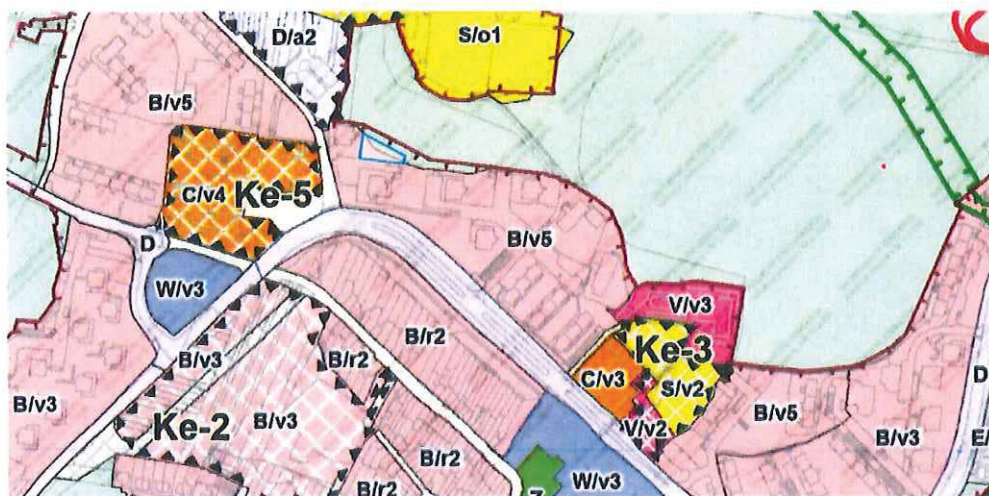 D/a2
S/o1
B/v5
C/v4
Ke-5
D
B/v5
W/v3
V/v3
B/v3
B/r2
B/r2
Ke-3
C/v3
S/v2
D
B/v3
Ke-2
B/v3
V/v2
B/v5
B/v3
E/
B/r2
B/r2
W/v3
Z